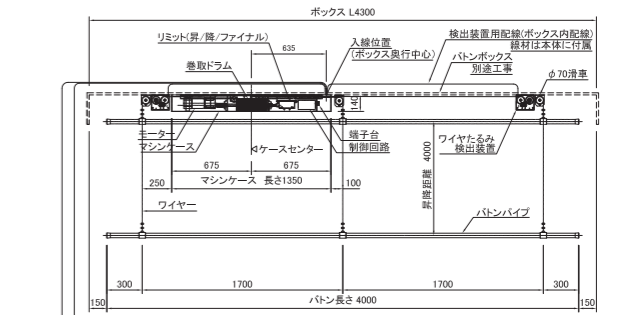 ボックス L4300
リミット(昇/降/ファイナル)
635
入線位置
(ボックス奥行中心)
検出装置用配線(ボックス内配線)
線材は本体に付属
巻取ドラム
バトンボックス
別途工事
φ70滑車
140
モーター
マシンケース
ケースセンター
端子台
制御回路
ワイヤたるみ
検出装置
675
675
250
マシンケース 長さ1350
100
昇降距離 4000
ワイヤー
バトンパイプ
300
1700
1700
300
150
バトン長さ 4000
150